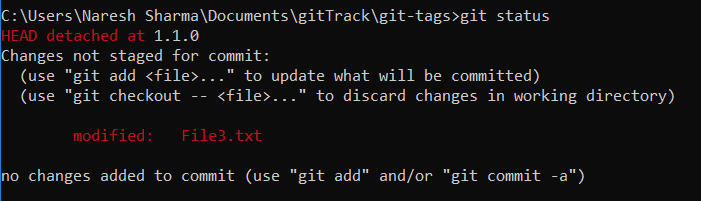 C:\Users\Naresh Sharma\Documents\gitTrack\git-tags>git status
HEAD detached at 1.1.0
Changes not staged for commit:
  (use "git add <file>..." to update what will be committed)
  (use "git checkout -- <file>..." to discard changes in working directory)
        modified:   File3.txt
no changes added to commit (use "git add" and/or "git commit -a")